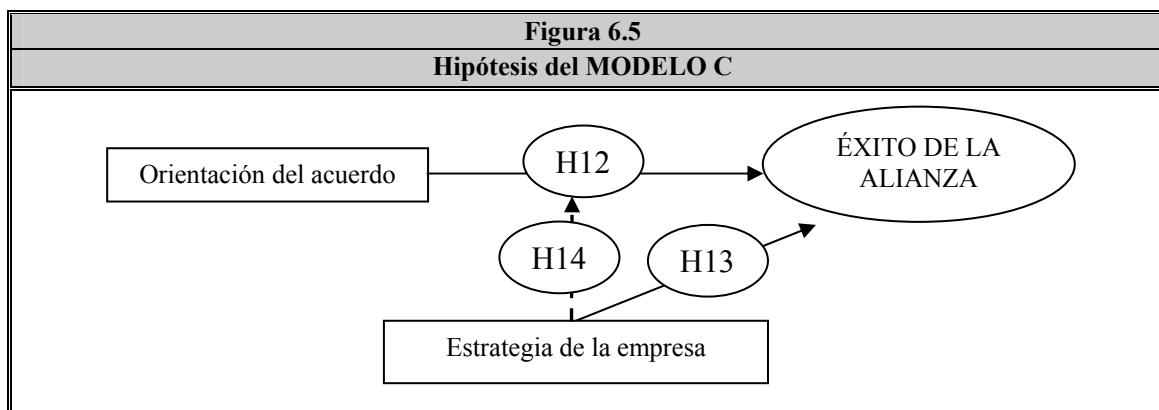 Figura 6.5
Hipótesis del MODELO C
Orientación del acuerdo
H12
ÉXITO DE LA
ALIANZA
H14
H13
Estrategia de la empresa